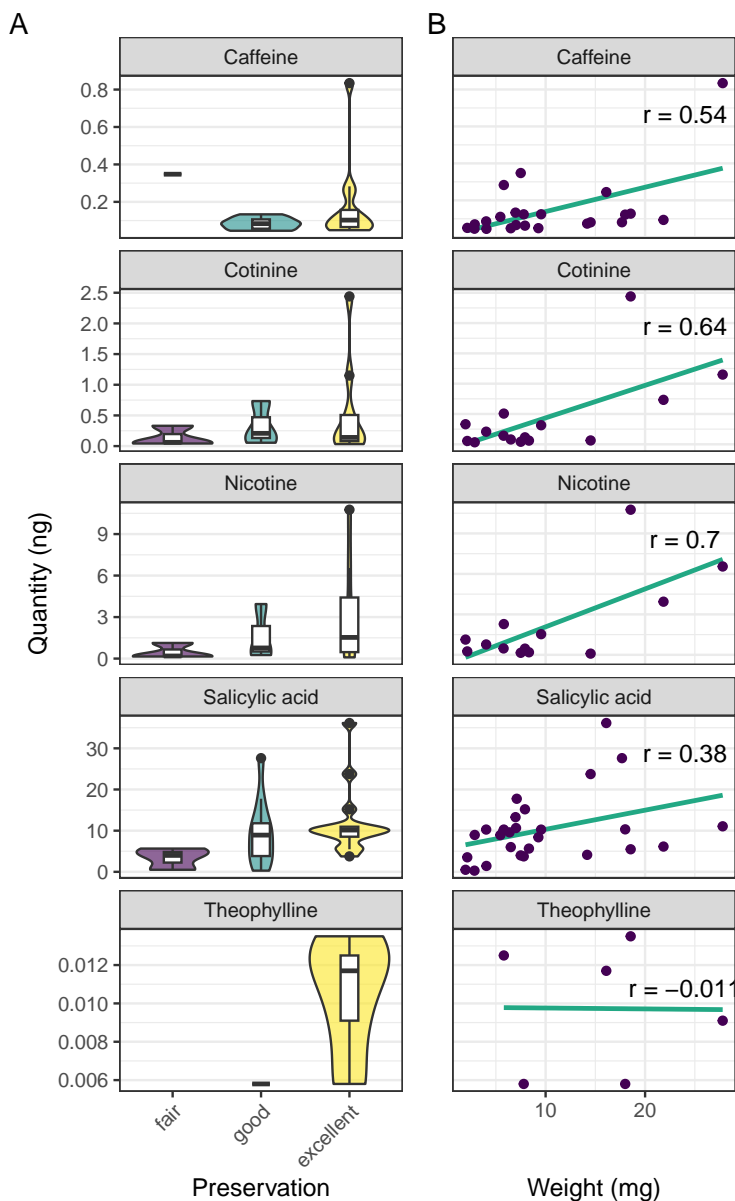 A
B
Caffeine
Caffeine
0.8
0.6
0.4
0.2
r = 0.54
Cotinine
Cotinine
2.5
2.0
1.5
1.0
0.5
0.0
r = 0.64
Nicotine
Nicotine
9
6
3
0
r = 0.7
Salicylic acid
Salicylic acid
30
20
10
0
r = 0.38
Theophylline
Theophylline
0.012
0.010
0.008
0.006
r = −0.011
Quantity (ng)
fair
good
excellent
10
20
Preservation
Weight (mg)